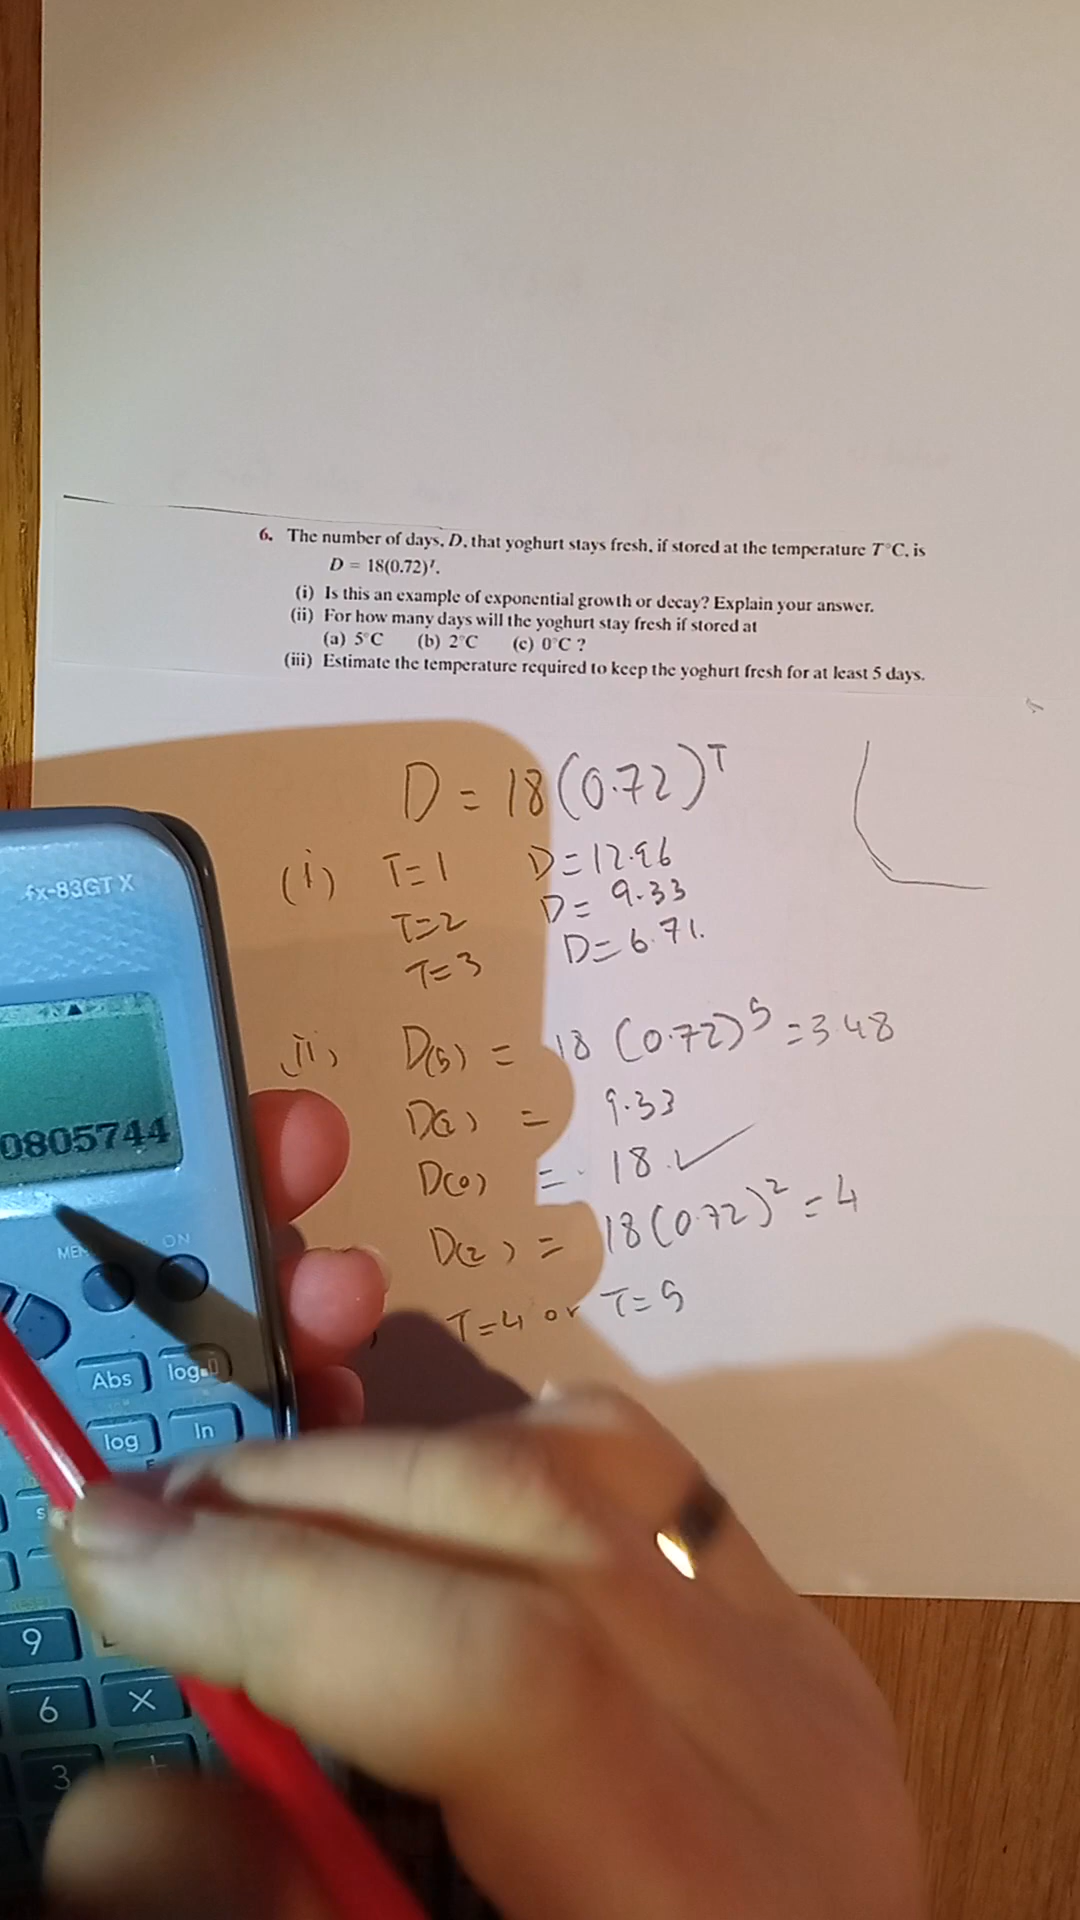 6. The number of days, D, that yoghurt stays fresh, if stored at the temperature T°C, is
D = 18(0.72)ᵀ.
(i) Is this an example of exponential growth or decay? Explain your answer.
(ii) For how many days will the yoghurt stay fresh if stored at
(a) 5°C (b) 2°C (c) 0°C ?
(iii) Estimate the temperature required to keep the yoghurt fresh for at least 5 days.
D = 18(0.72)ᵀ
(i) T=1 D=12.96
T=2 D= 9.33
T=3 D=6.71.
(ii) D(5) = 18 (0.72)⁵ = 3.48
D(2) = 9.33
D(0) = 18 ✓
D(2) = 18(0.72)² = 4
T=4 or T=5
fx-83GT X
0805744
ON
Abs
log
log
ln
9
6 ×
3 +